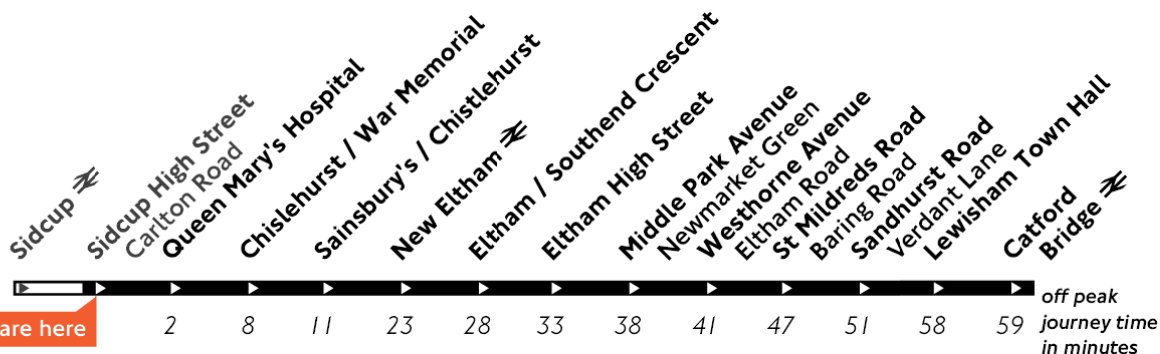 Sidcup
Sidcup High Street
Carlton Road
Queen Mary's Hospital
Chislehurst / War Memorial
Sainsbury's / Chistlehurst
New Eltham
Eltham / Southend Crescent
Eltham High Street
Middle Park Avenue
Newmarket Green
Westhorne Avenue
Eltham Road
St Mildreds Road
Baring Road
Sandhurst Road
Verdant Lane
Lewisham Town Hall
Catford
Bridge
are here
2 8 11 23 28 33 38 41 47 51 58 59
off peak
journey time
in minutes